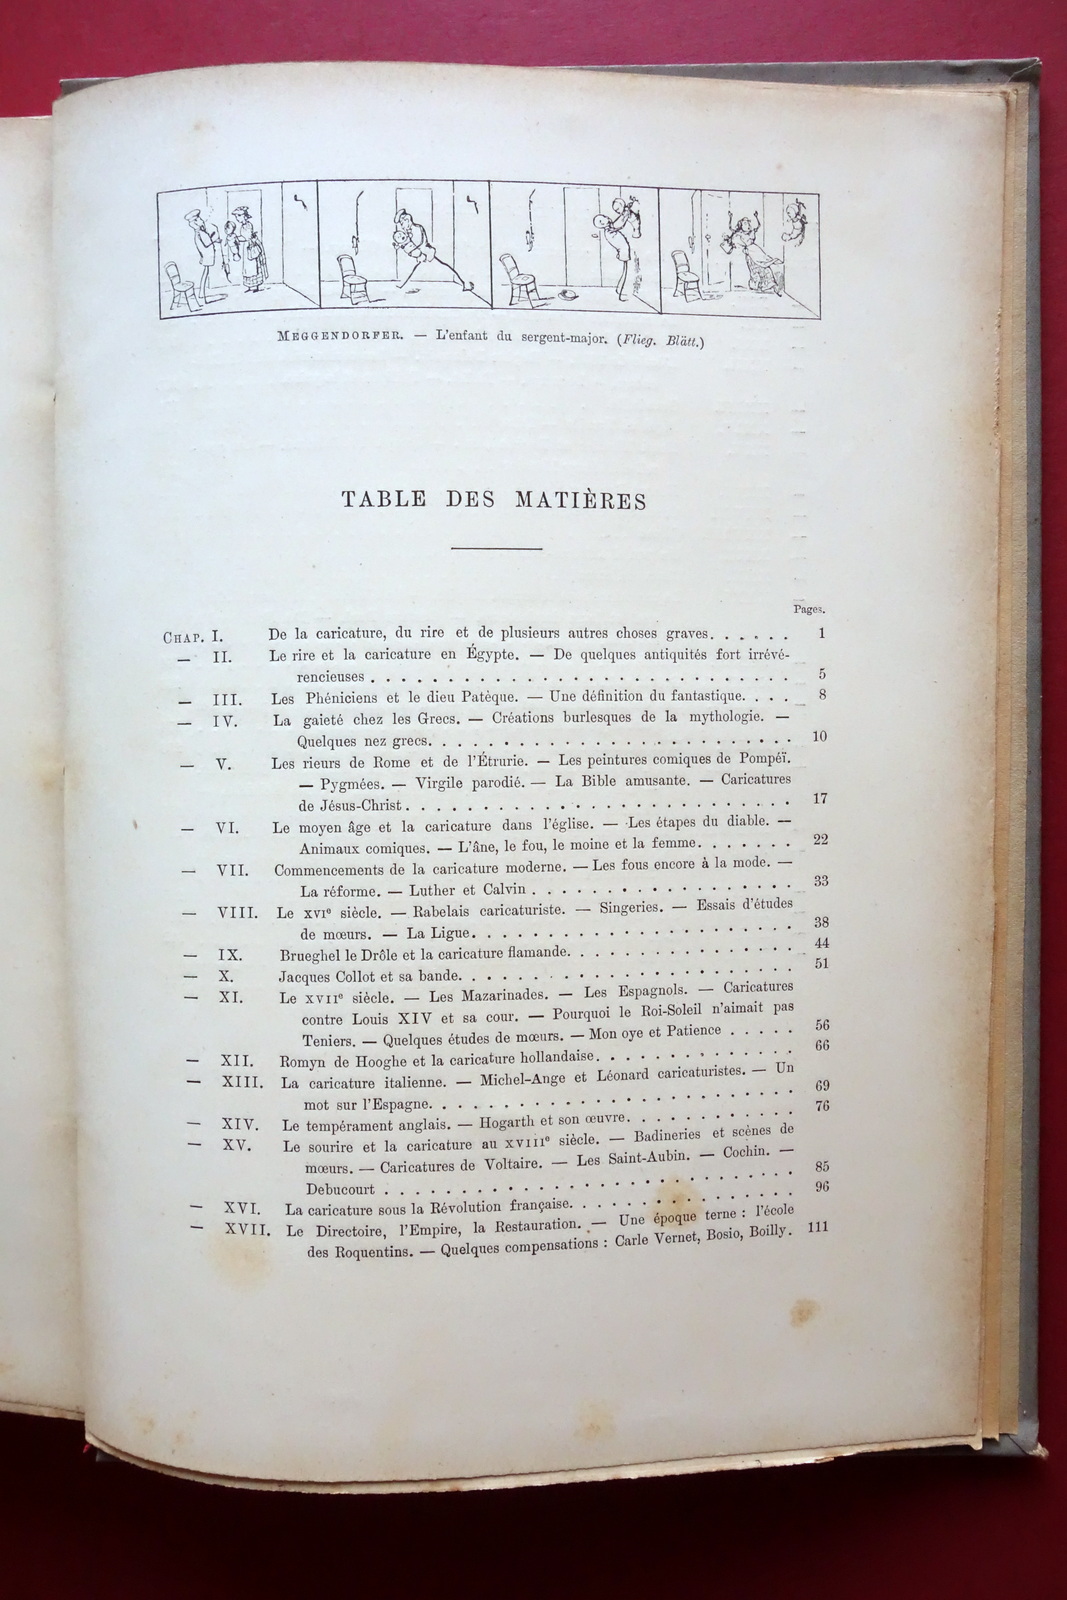 MEGGENDORFER. — L'enfant du sergent-major. (Flieg. Blätt.)
TABLE DES MATIÈRES
Pages.
CHAP. I. De la caricature, du rire et de plusieurs autres choses graves. . . . . . 1
— II. Le rire et la caricature en Égypte. — De quelques antiquités fort irrévé-
rencieuses . . . . . . . . . . . . . . . . . . . . . . . . . . . . 5
— III. Les Phéniciens et le dieu Patèque. — Une définition du fantastique. . . . 8
— IV. La gaieté chez les Grecs. — Créations burlesques de la mythologie. —
Quelques nez grecs. . . . . . . . . . . . . . . . . . . . . . . . 10
— V. Les rieurs de Rome et de l'Étrurie. — Les peintures comiques de Pompéï.
— Pygmées. — Virgile parodié. — La Bible amusante. — Caricatures
de Jésus-Christ. . . . . . . . . . . . . . . . . . . . . . . . . . 17
— VI. Le moyen âge et la caricature dans l'église. — Les étapes du diable. —
Animaux comiques. — L'âne, le fou, le moine et la femme. . . . . . . 22
— VII. Commencements de la caricature moderne. — Les fous encore à la mode. —
La réforme. — Luther et Calvin . . . . . . . . . . . . . . . . . . 33
— VIII. Le XVIe siècle. — Rabelais caricaturiste. — Singeries. — Essais d'études
de mœurs. — La Ligue. . . . . . . . . . . . . . . . . . . . . . 38
— IX. Brueghel le Drôle et la caricature flamande. . . . . . . . . . . . . . . 44
— X. Jacques Collot et sa bande. . . . . . . . . . . . . . . . . . . . . . 51
— XI. Le XVIIe siècle. — Les Mazarinades. — Les Espagnols. — Caricatures
contre Louis XIV et sa cour. — Pourquoi le Roi-Soleil n'aimait pas
Teniers. — Quelques études de mœurs. — Mon oye et Patience . . . . . 56
— XII. Romyn de Hooghe et la caricature hollandaise. . . . . . . . . . . . . 66
— XIII. La caricature italienne. — Michel-Ange et Léonard caricaturistes. — Un
mot sur l'Espagne. . . . . . . . . . . . . . . . . . . . . . . . . 69
— XIV. Le tempérament anglais. — Hogarth et son œuvre. . . . . . . . . . . 76
— XV. Le sourire et la caricature au XVIIIe siècle. — Badineries et scènes de
mœurs. — Caricatures de Voltaire. — Les Saint-Aubin. — Cochin. —
Debucourt . . . . . . . . . . . . . . . . . . . . . . . . . . . . 85
— XVI. La caricature sous la Révolution française. . . . . . . . . . . . . . . 96
— XVII. Le Directoire, l'Empire, la Restauration. — Une époque terne : l'école
des Roquentins. — Quelques compensations : Carle Vernet, Bosio, Boilly. 111